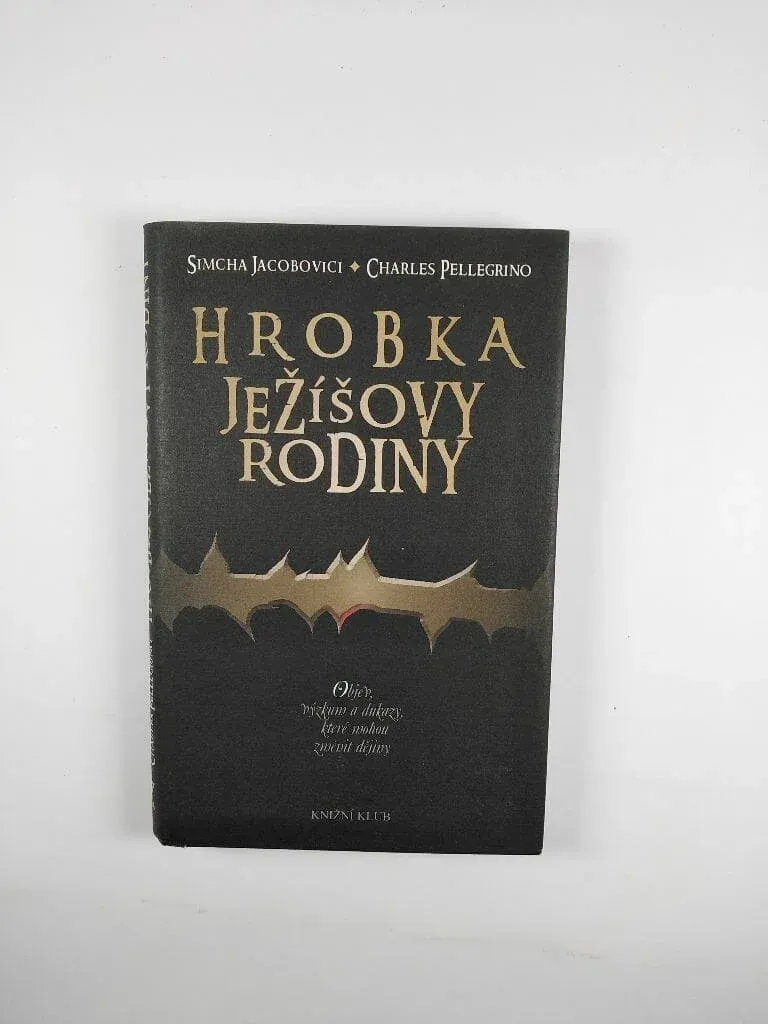 SIMCHA JACOBOVICI ✦ CHARLES PELLEGRINO
HROBKA
JEŽÍŠOVY
RODINY
Objev,
výzkum a důkazy,
které mohou
změnit dějiny
KNIŽNÍ KLUB